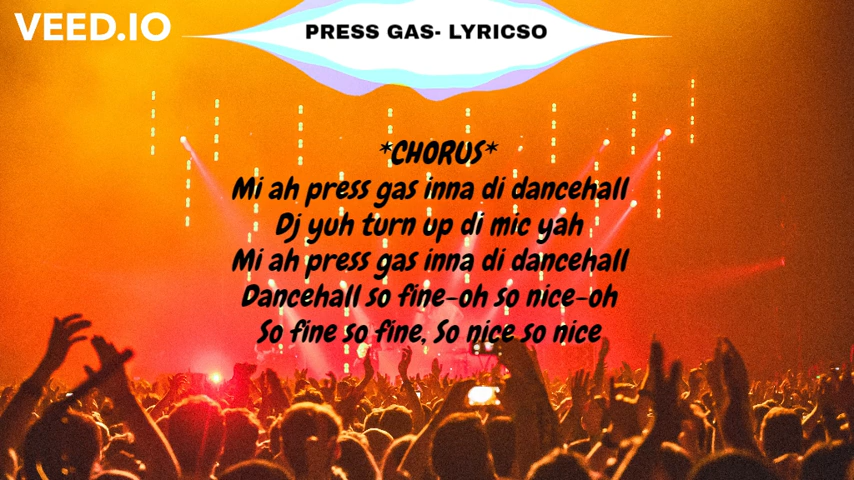 VEED.IO
PRESS GAS- LYRICSO
*CHORUS*
Mi ah press gas inna di dancehall
Dj yuh turn up di mic yah
Mi ah press gas inna di dancehall
Dancehall so fine-oh so nice-oh
So fine so fine, So nice so nice